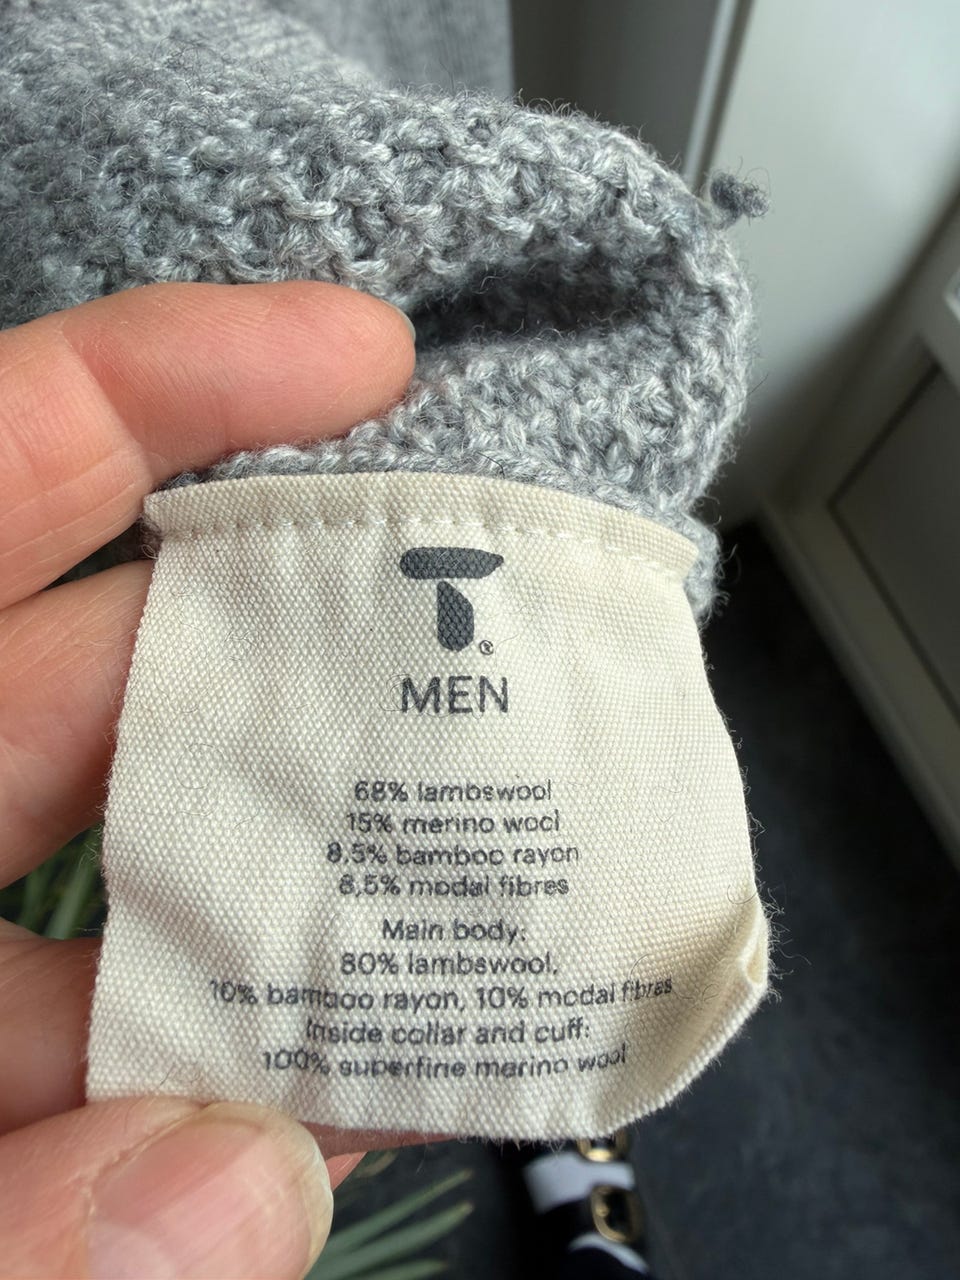 T®
MEN
68% lambswool
15% merino wool
8.5% bamboo rayon
8,5% modal fibres
Main body:
80% lambswool,
10% bamboo rayon, 10% modal fibres
Inside collar and cuff:
100% superfine merino wool